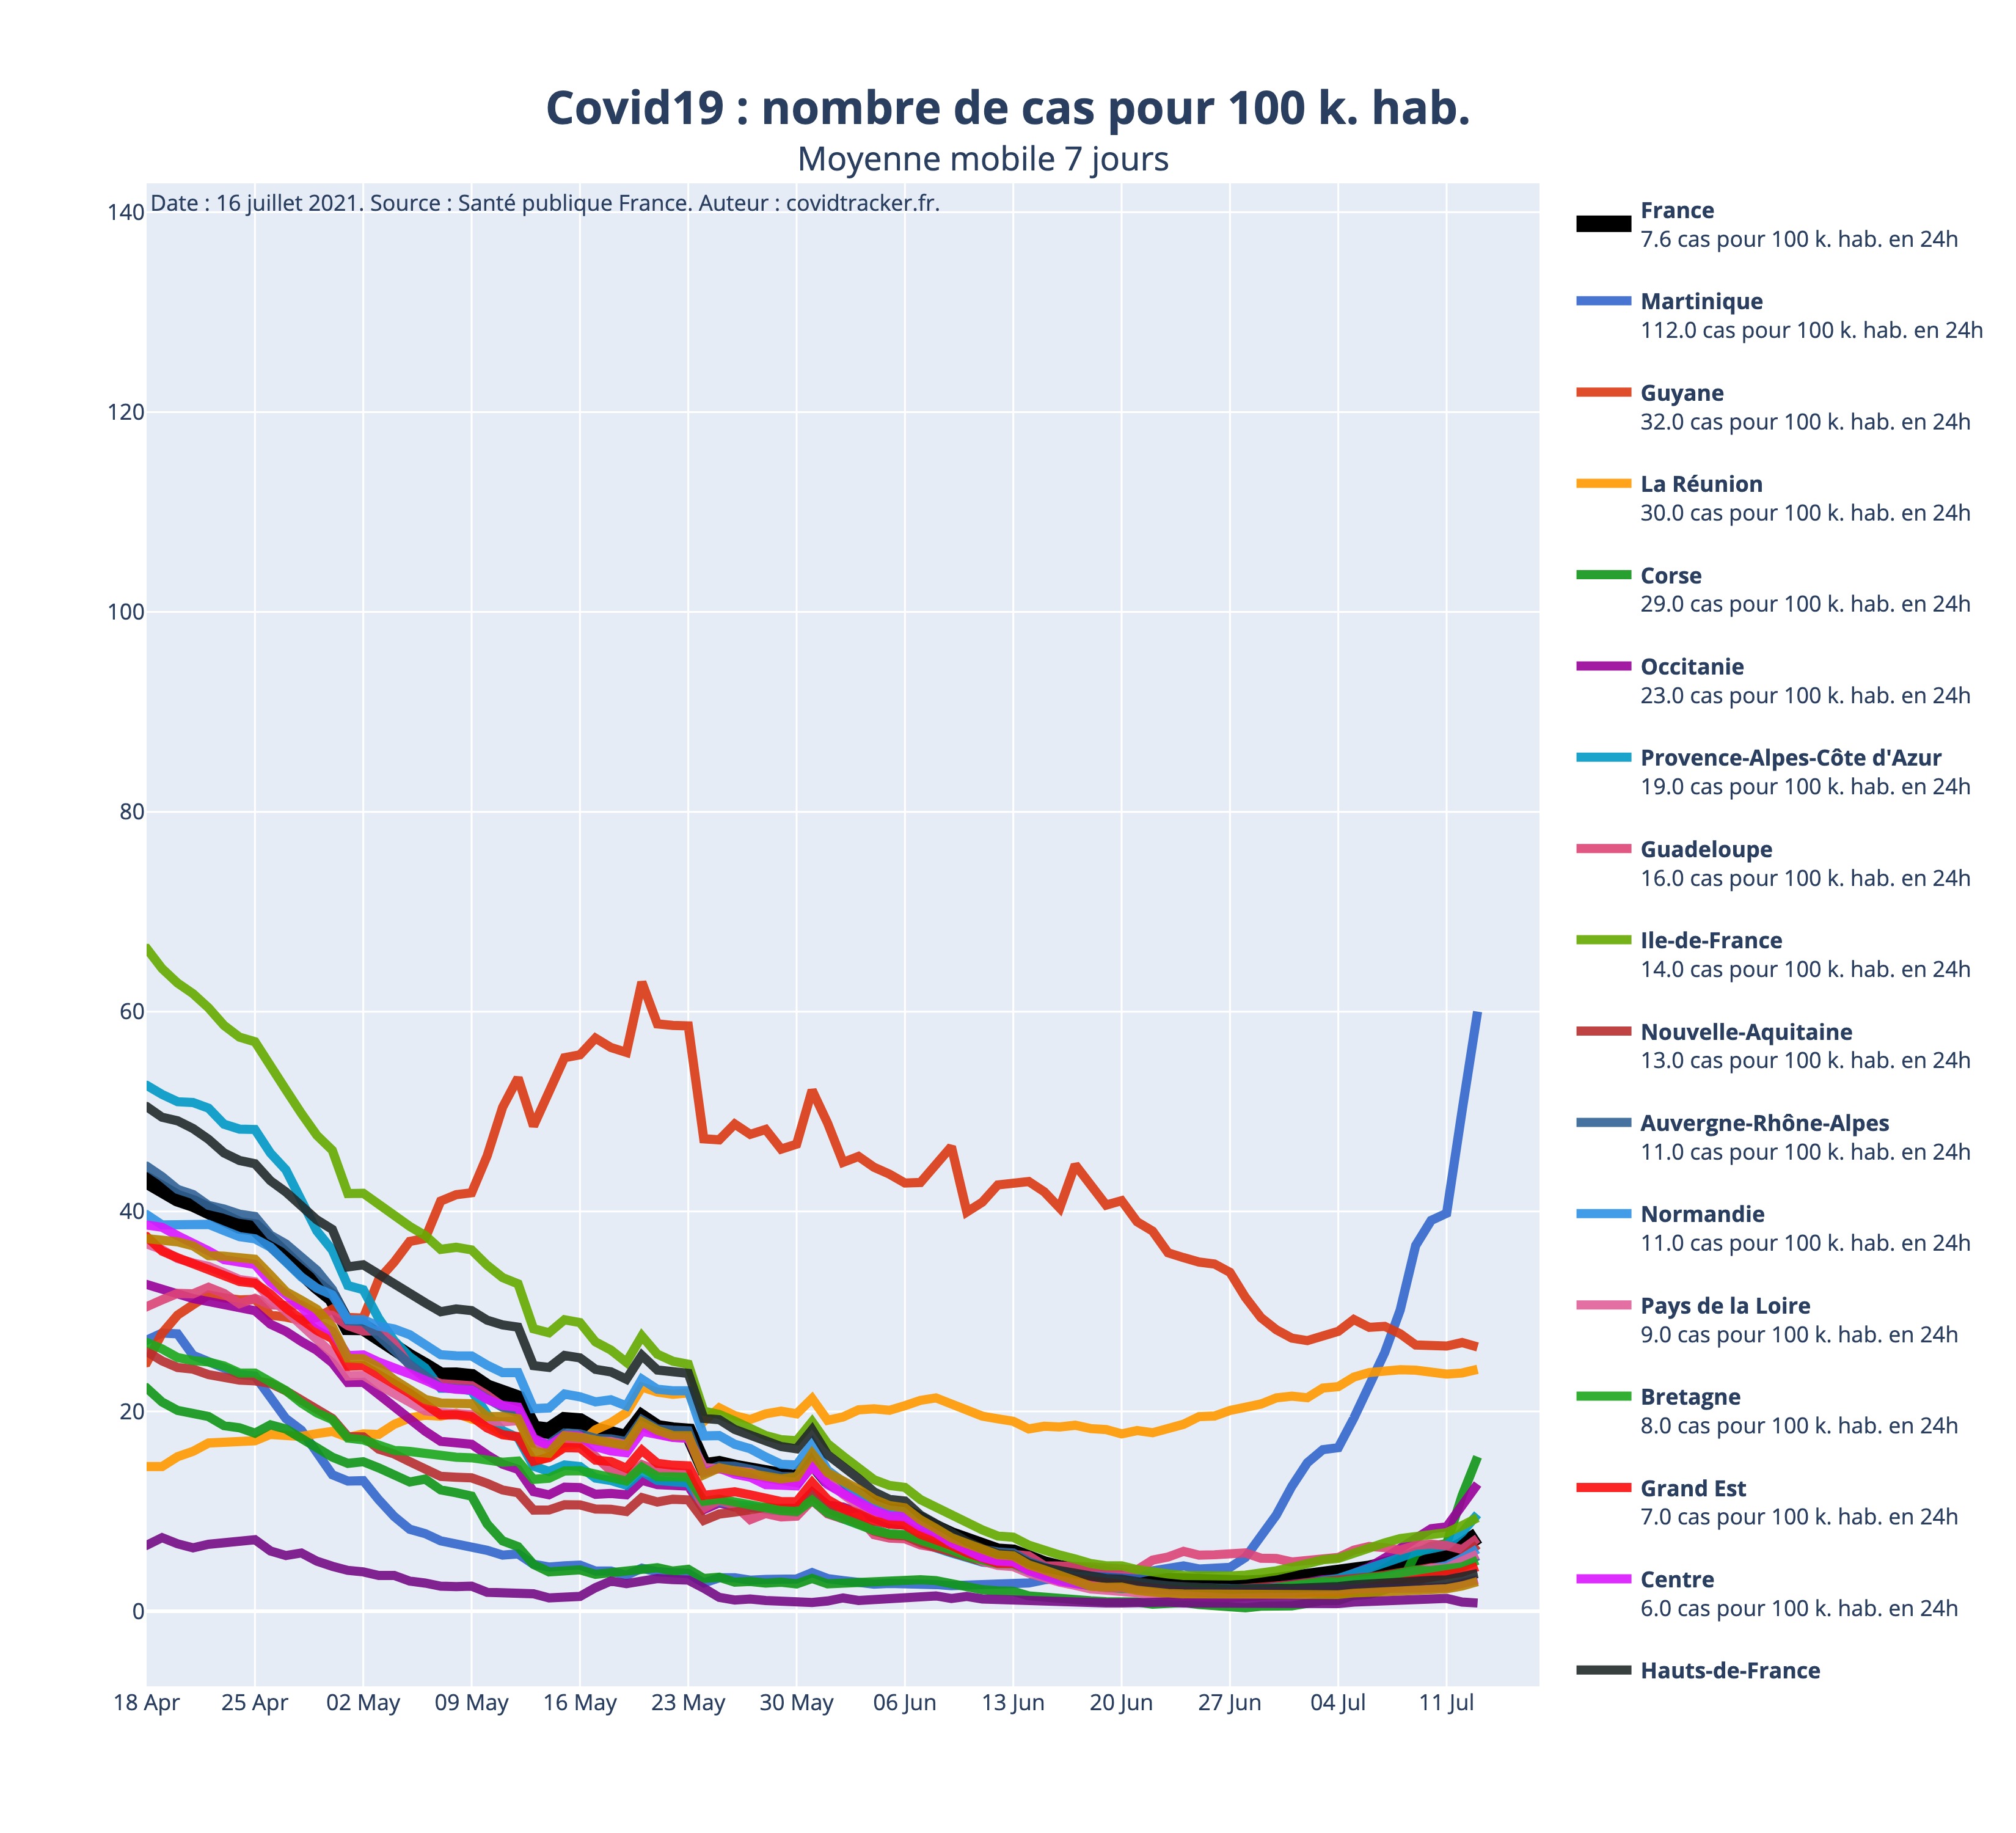 Covid19 : nombre de cas pour 100 k. hab.
Moyenne mobile 7 jours
Date : 16 juillet 2021. Source : Santé publique France. Auteur : covidtracker.fr.
140
120
100
80
60
40
20
0
18 Apr
25 Apr
02 May
09 May
16 May
23 May
30 May
06 Jun
13 Jun
20 Jun
27 Jun
04 Jul
11 Jul
France
7.6 cas pour 100 k. hab. en 24h
Martinique
112.0 cas pour 100 k. hab. en 24h
Guyane
32.0 cas pour 100 k. hab. en 24h
La Réunion
30.0 cas pour 100 k. hab. en 24h
Corse
29.0 cas pour 100 k. hab. en 24h
Occitanie
23.0 cas pour 100 k. hab. en 24h
Provence-Alpes-Côte d'Azur
19.0 cas pour 100 k. hab. en 24h
Guadeloupe
16.0 cas pour 100 k. hab. en 24h
Ile-de-France
14.0 cas pour 100 k. hab. en 24h
Nouvelle-Aquitaine
13.0 cas pour 100 k. hab. en 24h
Auvergne-Rhône-Alpes
11.0 cas pour 100 k. hab. en 24h
Normandie
11.0 cas pour 100 k. hab. en 24h
Pays de la Loire
9.0 cas pour 100 k. hab. en 24h
Bretagne
8.0 cas pour 100 k. hab. en 24h
Grand Est
7.0 cas pour 100 k. hab. en 24h
Centre
6.0 cas pour 100 k. hab. en 24h
Hauts-de-France